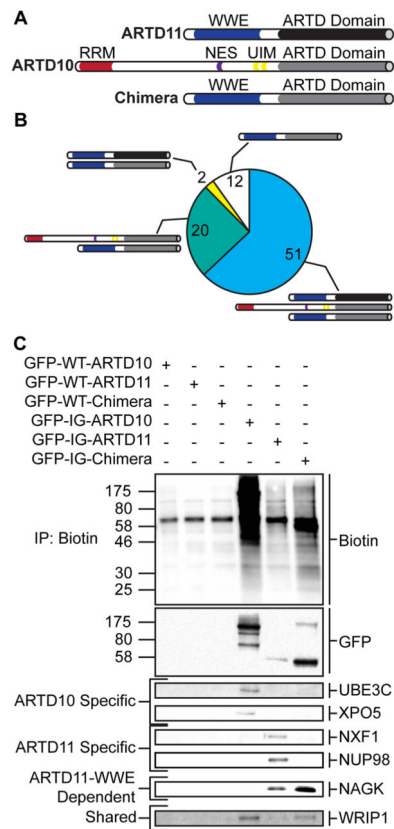 A
WWE ARTD Domain
ARTD11
RRM NES UIM ARTD Domain
ARTD10
WWE ARTD Domain
Chimera
B
2
12
20
51
C
GFP-WT-ARTD10 + - - - - -
GFP-WT-ARTD11 - + - - - -
GFP-WT-Chimera - - + - - -
GFP-IG-ARTD10 - - - + - -
GFP-IG-ARTD11 - - - - + -
GFP-IG-Chimera - - - - - +
175
80
58
46
30
25
IP: Biotin
Biotin
175
80
58
GFP
ARTD10 Specific
UBE3C
XPO5
ARTD11 Specific
NXF1
NUP98
ARTD11-WWE
Dependent
NAGK
Shared
WRIP1